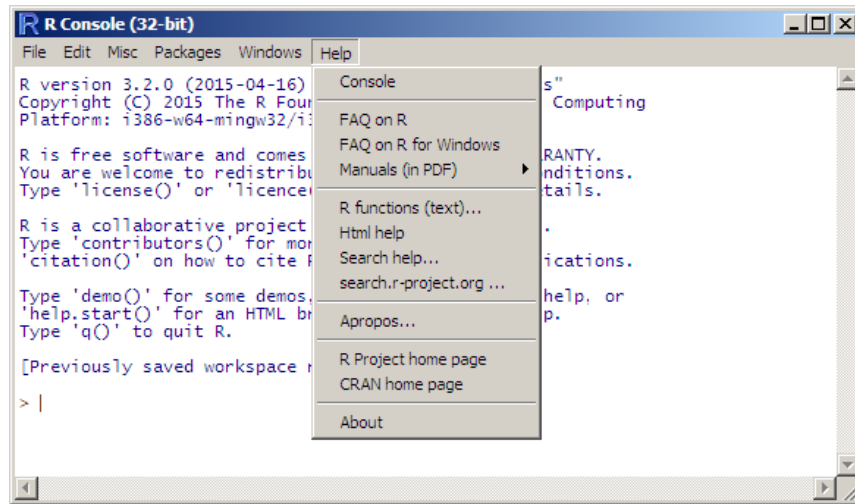 R Console (32-bit)
File Edit Misc Packages Windows Help
R version 3.2.0 (2015-04-16) s"
Copyright (C) 2015 The R Four Computing
Platform: i386-w64-mingw32/i3
R is free software and comes RANTY.
You are welcome to redistribu nditions.
Type 'license()' or 'licence( tails.
R is a collaborative project .
Type 'contributors()' for mor
'citation()' on how to cite R ications.
Type 'demo()' for some demos, help, or
'help.start()' for an HTML br p.
Type 'q()' to quit R.
[Previously saved workspace r
> |
Console
FAQ on R
FAQ on R for Windows
Manuals (in PDF)
R functions (text)...
Html help
Search help...
search.r-project.org ...
Apropos...
R Project home page
CRAN home page
About